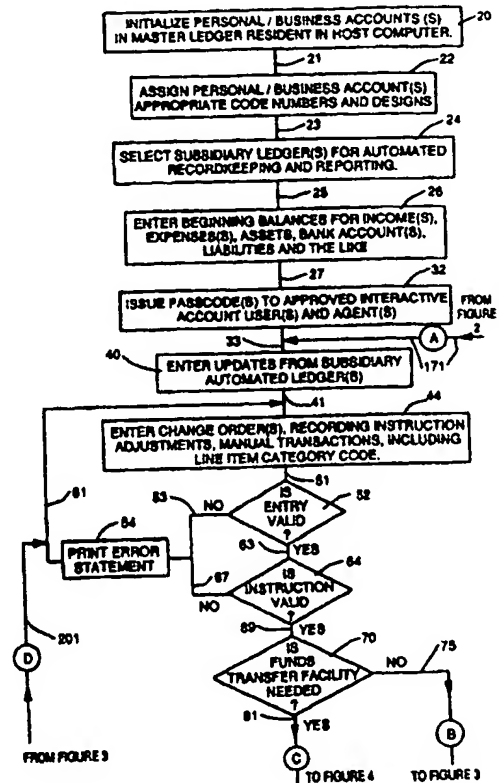 INITIALIZE PERSONAL / BUSINESS ACCOUNTS (S)
IN MASTER LEDGER RESIDENT IN HOST COMPUTER.
20
21
22
ASSIGN PERSONAL / BUSINESS ACCOUNT(S)
APPROPRIATE CODE NUMBERS AND DESIGNS
23
24
SELECT SUBSIDIARY LEDGER(S) FOR AUTOMATED
RECORDKEEPING AND REPORTING.
25
26
ENTER BEGINNING BALANCES FOR INCOME(S),
EXPENSES(S), ASSETS, BANK ACCOUNT(S),
LIABILITIES AND THE LIKE
27
32
ISSUE PASSCODE(S) TO APPROVED INTERACTIVE
ACCOUNT USER(S) AND AGENT(S)
FROM
FIGURE
2
A
33
171
40
ENTER UPDATES FROM SUBSIDIARY
AUTOMATED LEDGER(S)
41
44
ENTER CHANGE ORDER(S), RECORDING INSTRUCTION
ADJUSTMENTS, MANUAL TRANSACTIONS, INCLUDING
LINE ITEM CATEGORY CODE.
61
51
53
NO
IS
ENTRY
VALID
?
52
54
PRINT ERROR
STATEMENT
63
YES
67
NO
IS
INSTRUCTION
VALID
?
64
69
YES
201
D
FROM FIGURE 3
IS
FUNDS
TRANSFER FACILITY
NEEDED
?
70
NO
75
81
YES
C
TO FIGURE 4
B
TO FIGURE 3